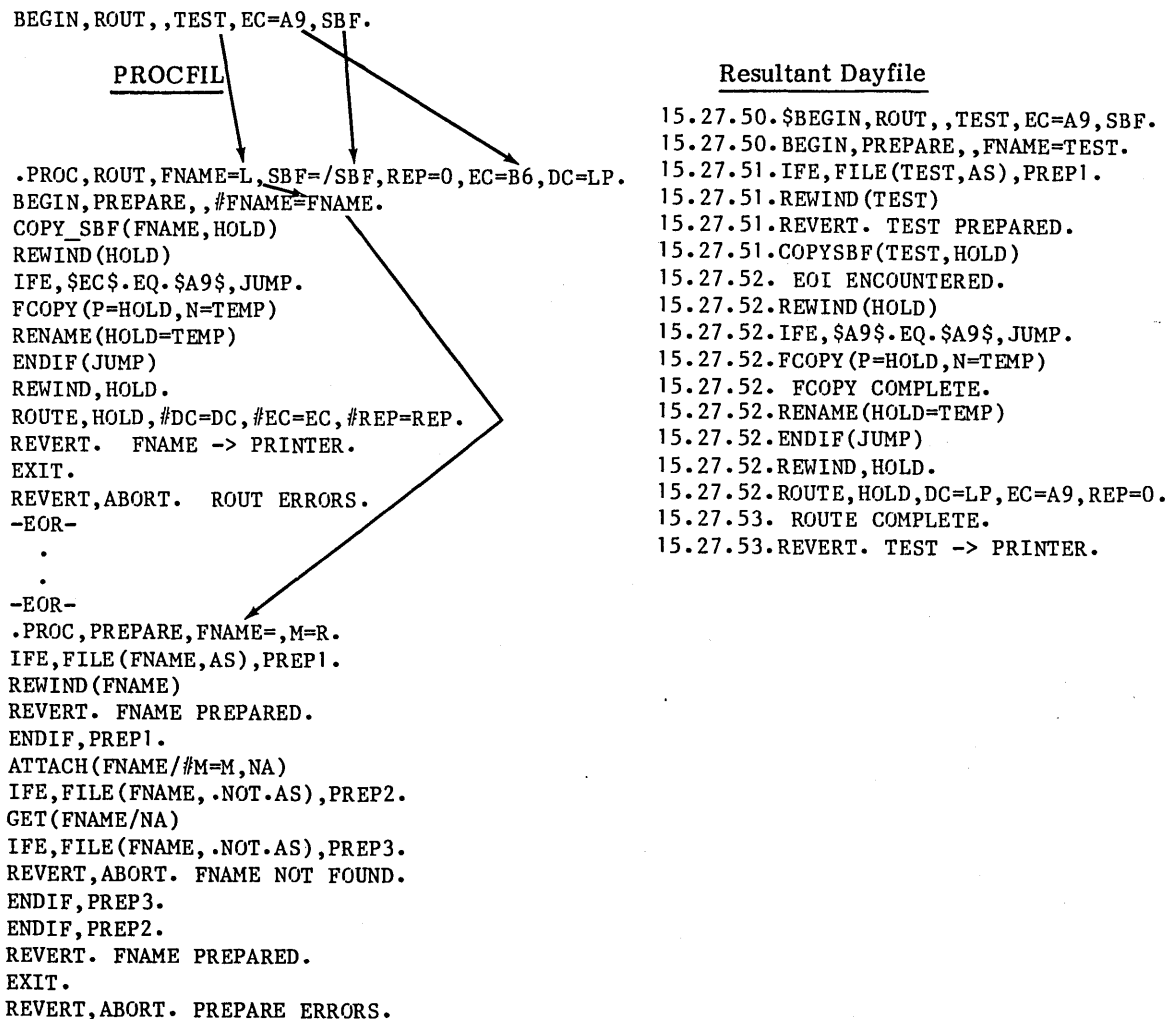 BEGIN,ROUT,,TEST,EC=A9,SBF.
PROCFIL
.PROC,ROUT,FNAME=L,SBF=/SBF,REP=0,EC=B6,DC=LP.
BEGIN,PREPARE,,#FNAME=FNAME.
COPY_SBF(FNAME,HOLD)
REWIND(HOLD)
IFE,$EC$.EQ.$A9$,JUMP.
FCOPY(P=HOLD,N=TEMP)
RENAME(HOLD=TEMP)
ENDIF(JUMP)
REWIND,HOLD.
ROUTE,HOLD,#DC=DC,#EC=EC,#REP=REP.
REVERT. FNAME -> PRINTER.
EXIT.
REVERT,ABORT. ROUT ERRORS.
-EOR-
.
.
-EOR-
.PROC,PREPARE,FNAME=,M=R.
IFE,FILE(FNAME,AS),PREP1.
REWIND(FNAME)
REVERT. FNAME PREPARED.
ENDIF,PREP1.
ATTACH(FNAME/#M=M,NA)
IFE,FILE(FNAME,.NOT.AS),PREP2.
GET(FNAME/NA)
IFE,FILE(FNAME,.NOT.AS),PREP3.
REVERT,ABORT. FNAME NOT FOUND.
ENDIF,PREP3.
ENDIF,PREP2.
REVERT. FNAME PREPARED.
EXIT.
REVERT,ABORT. PREPARE ERRORS.
Resultant Dayfile
15.27.50.$BEGIN,ROUT,,TEST,EC=A9,SBF.
15.27.50.BEGIN,PREPARE,,FNAME=TEST.
15.27.51.IFE,FILE(TEST,AS),PREP1.
15.27.51.REWIND(TEST)
15.27.51.REVERT. TEST PREPARED.
15.27.51.COPYSBF(TEST,HOLD)
15.27.52. EOI ENCOUNTERED.
15.27.52.REWIND(HOLD)
15.27.52.IFE,$A9$.EQ.$A9$,JUMP.
15.27.52.FCOPY(P=HOLD,N=TEMP)
15.27.52. FCOPY COMPLETE.
15.27.52.RENAME(HOLD=TEMP)
15.27.52.ENDIF(JUMP)
15.27.52.REWIND,HOLD.
15.27.52.ROUTE,HOLD,DC=LP,EC=A9,REP=0.
15.27.53. ROUTE COMPLETE.
15.27.53.REVERT. TEST -> PRINTER.